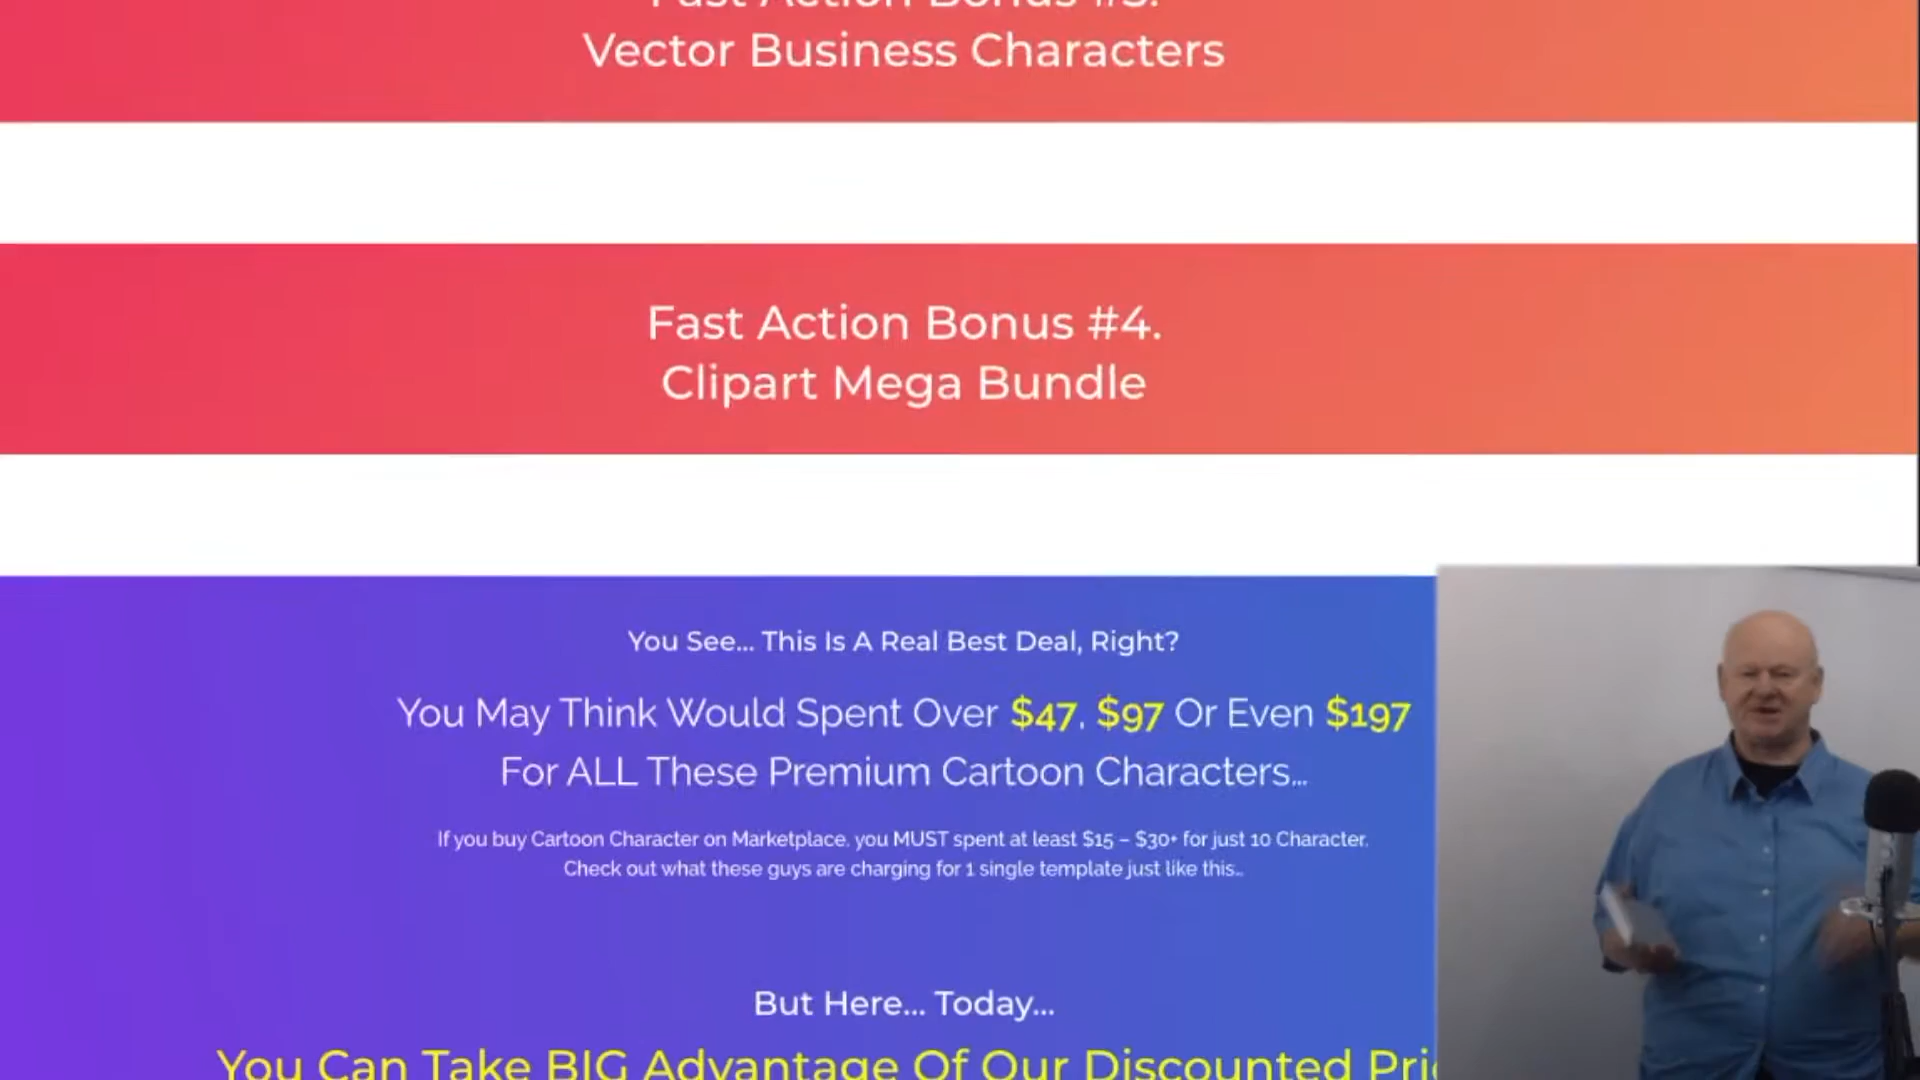 Fast Action Bonus #3.
Vector Business Characters
Fast Action Bonus #4.
Clipart Mega Bundle
You See... This Is A Real Best Deal, Right?
You May Think Would Spent Over $47, $97 Or Even $197
For ALL These Premium Cartoon Characters...
If you buy Cartoon Character on Marketplace, you MUST spent at least $15 – $30+ for just 10 Character.
Check out what these guys are charging for 1 single template just like this...
But Here... Today...
You Can Take BIG Advantage Of Our Discounted